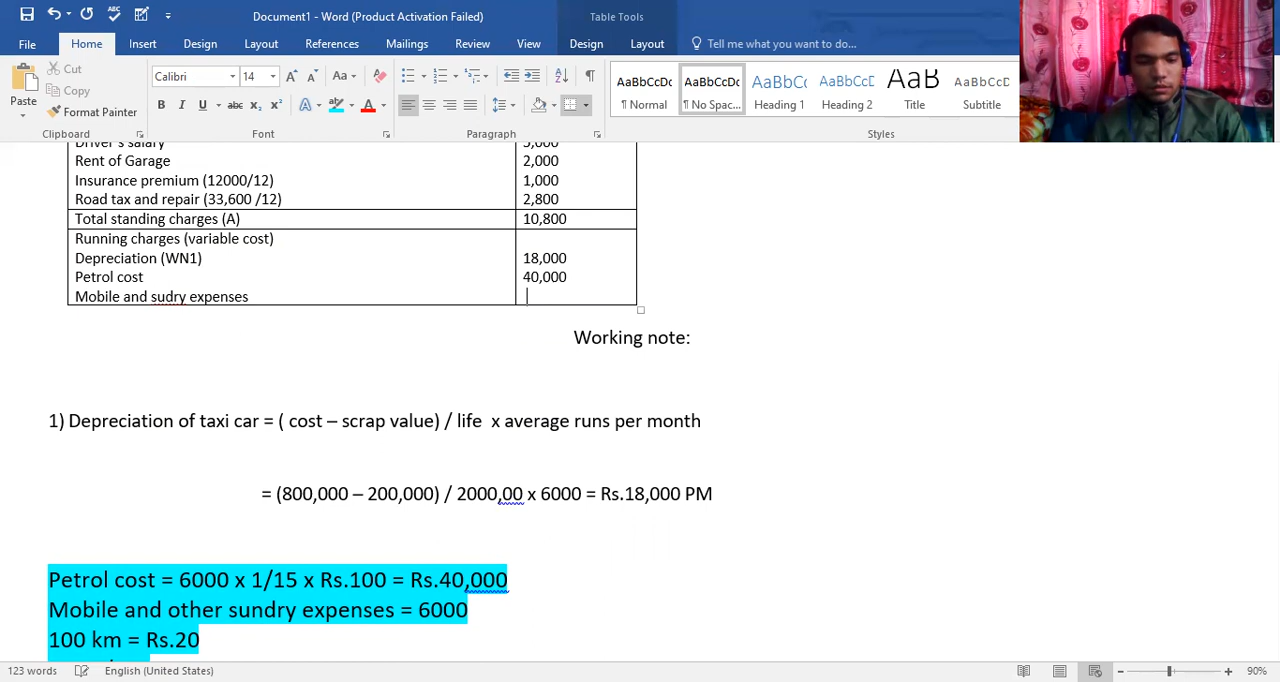 Document1 - Word (Product Activation Failed)
Table Tools
File
Home
Insert
Design
Layout
References
Mailings
Review
View
Design
Layout
Tell me what you want to do...
Paste
Cut
Copy
Format Painter
Clipboard
Calibri
14
Font
Paragraph
AaBbCcDc
¶ Normal
AaBbCcDc
¶ No Spac...
AaBbCc
Heading 1
AaBbCcD
Heading 2
AaB
Title
AaBbCcD
Subtitle
Styles
Driver's salary 5,000
Rent of Garage 2,000
Insurance premium (12000/12) 1,000
Road tax and repair (33,600 /12) 2,800
Total standing charges (A) 10,800
Running charges (variable cost)
Depreciation (WN1) 18,000
Petrol cost 40,000
Mobile and sudry expenses
Working note:
1) Depreciation of taxi car = ( cost – scrap value) / life x average runs per month
= (800,000 – 200,000) / 2000,00 x 6000 = Rs.18,000 PM
Petrol cost = 6000 x 1/15 x Rs.100 = Rs.40,000
Mobile and other sundry expenses = 6000
100 km = Rs.20
123 words
English (United States)
90%